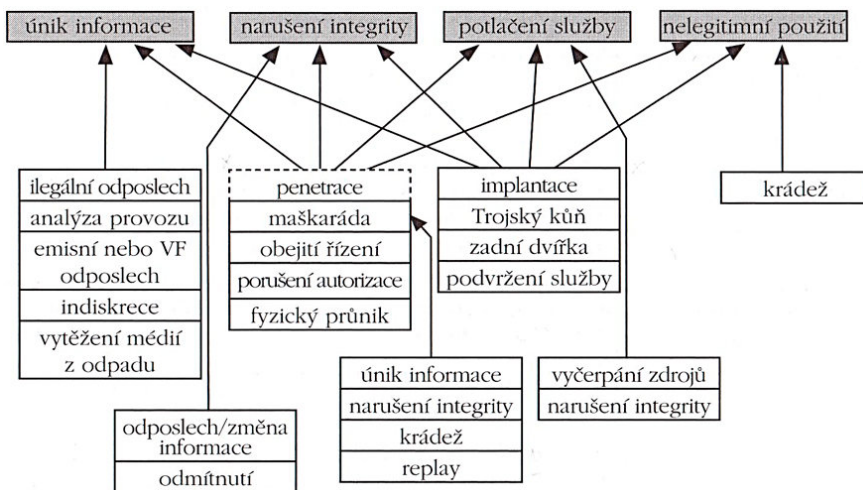 únik informace
narušení integrity
potlačení služby
nelegitimní použití
ilegální odposlech
analýza provozu
emisní nebo VF
odposlech
indiskrece
vytěžení médií
z odpadu
penetrace
maškaráda
obejití řízení
porušení autorizace
fyzický průnik
implantace
Trojský kůň
zadní dvířka
podvržení služby
krádež
odposlech/změna
informace
odmítnutí
únik informace
narušení integrity
krádež
replay
vyčerpání zdrojů
narušení integrity